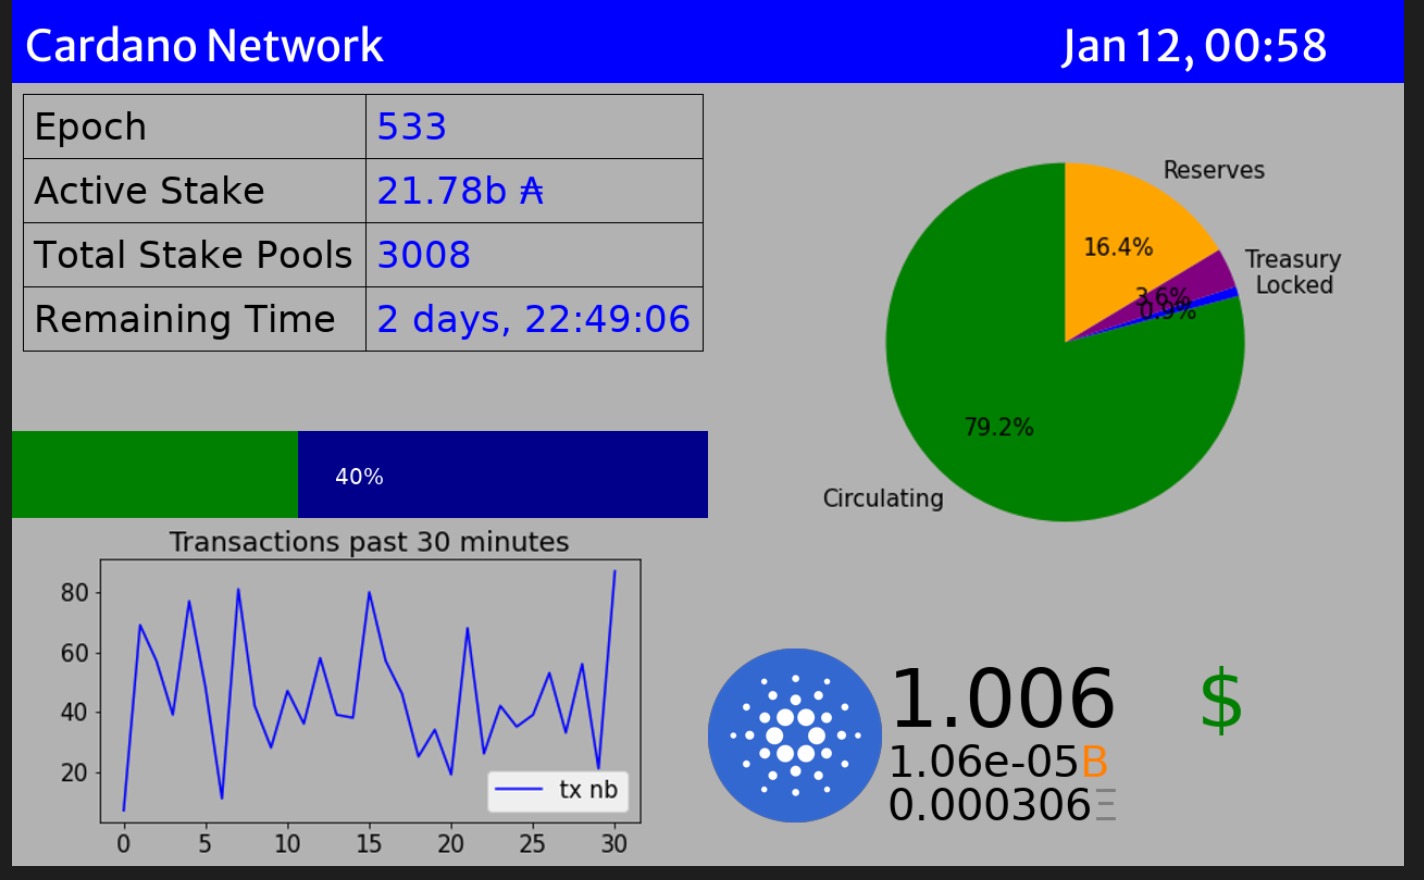 Cardano Network
Jan 12, 00:58
Epoch 533
Active Stake 21.78b ₳
Total Stake Pools 3008
Remaining Time 2 days, 22:49:06
40%
Reserves
16.4%
Treasury
3.6%
Locked
0.9%
79.2%
Circulating
Transactions past 30 minutes
80
60
40
20
tx nb
0 5 10 15 20 25 30
1.006 $
1.06e-05B
0.000306Ξ